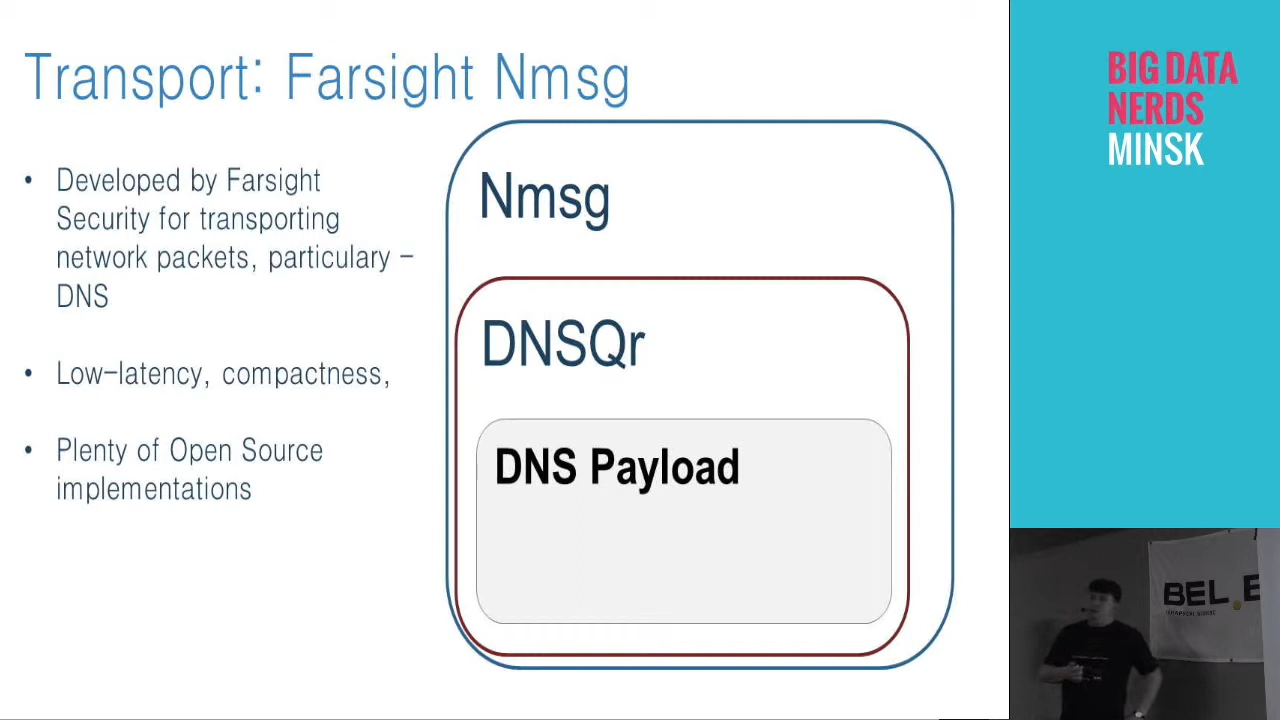 Transport: Farsight Nmsg
• Developed by Farsight
Security for transporting
network packets, particulary -
DNS
• Low-latency, compactness,
• Plenty of Open Source
implementations
Nmsg
DNSQr
DNS Payload
BIG DATA
NERDS
MINSK
BEL.B